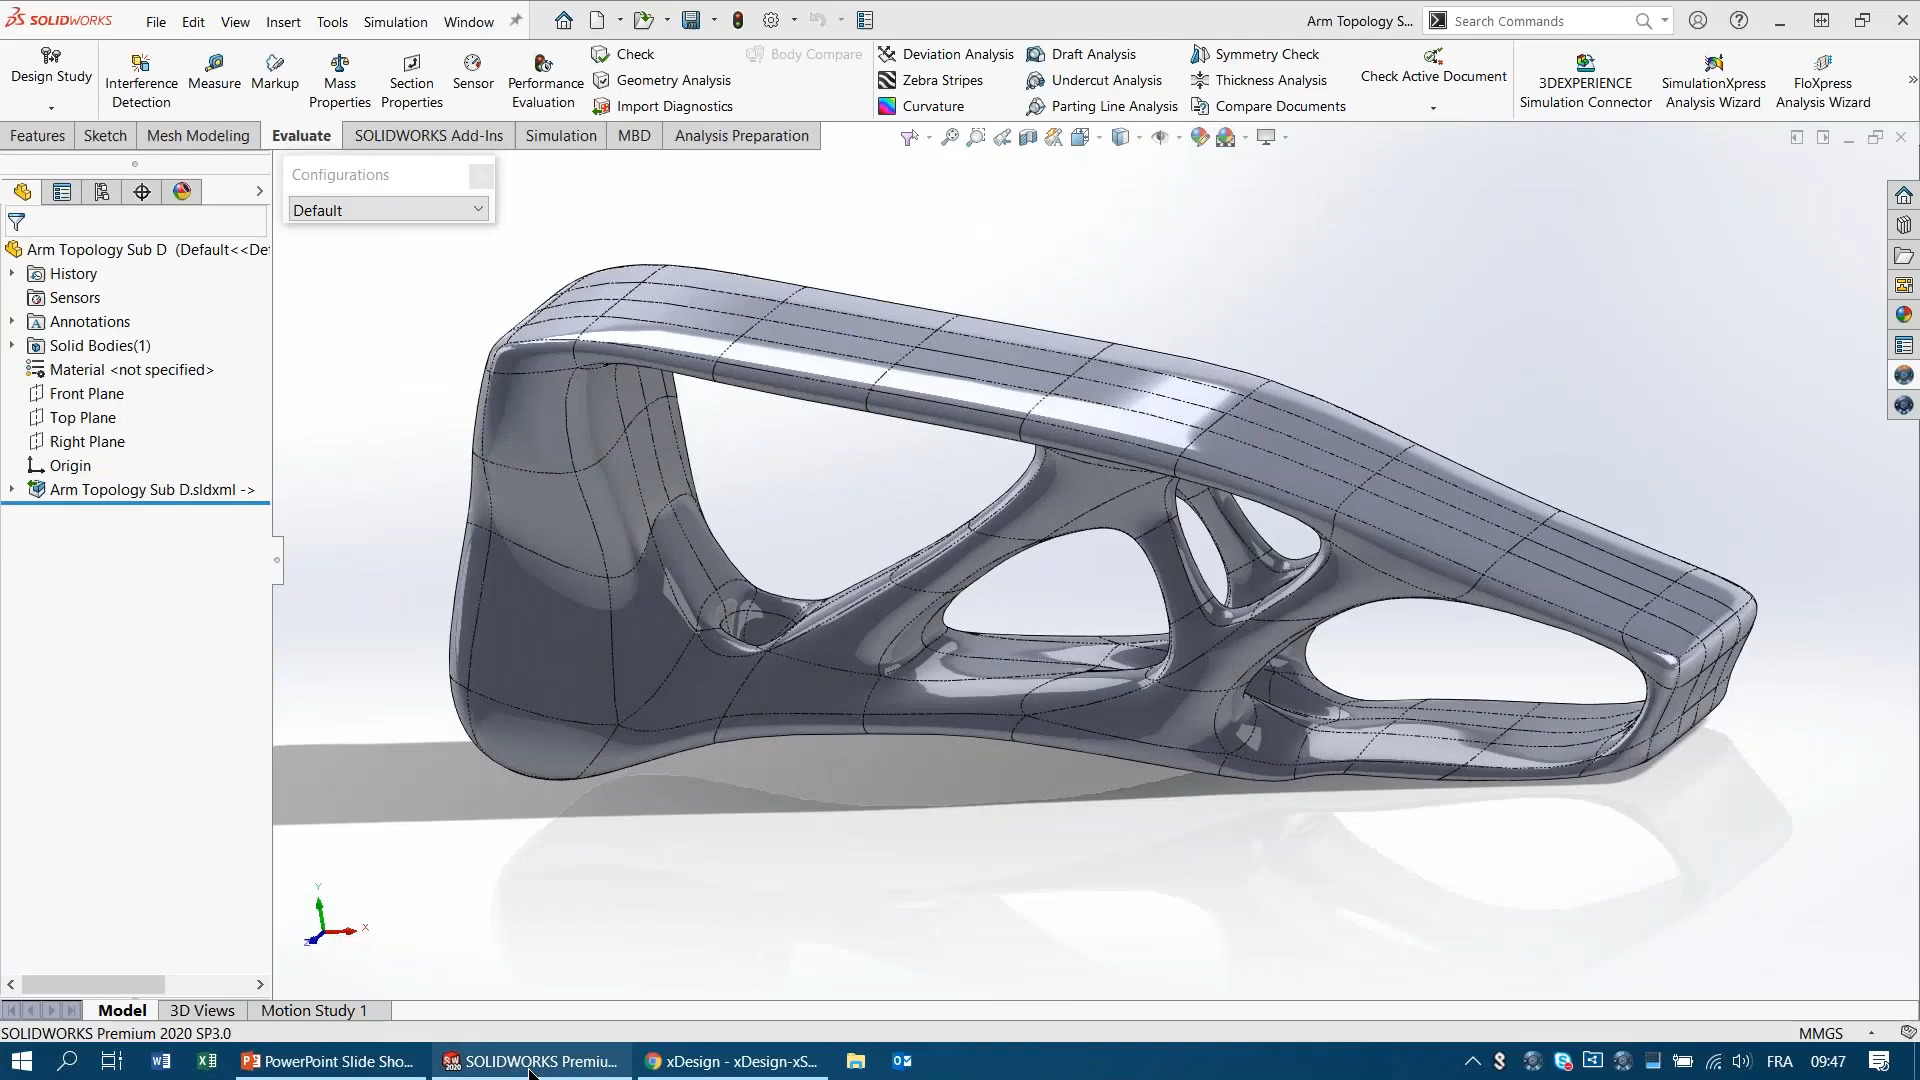 SOLIDWORKS File Edit View Insert Tools Simulation Window Arm Topology S... Search Commands
Design Study
Interference Detection
Measure
Markup
Mass Properties
Section Properties
Sensor
Performance Evaluation
Check
Geometry Analysis
Import Diagnostics
Body Compare
Deviation Analysis
Zebra Stripes
Curvature
Draft Analysis
Undercut Analysis
Parting Line Analysis
Symmetry Check
Thickness Analysis
Compare Documents
Check Active Document
3DEXPERIENCE Simulation Connector
SimulationXpress Analysis Wizard
FloXpress Analysis Wizard
Features Sketch Mesh Modeling Evaluate SOLIDWORKS Add-Ins Simulation MBD Analysis Preparation
Configurations
Default
Arm Topology Sub D (Default<<De
History
Sensors
Annotations
Solid Bodies(1)
Material <not specified>
Front Plane
Top Plane
Right Plane
Origin
Arm Topology Sub D.sldxml ->
Y
X
Z
Model 3D Views Motion Study 1
SOLIDWORKS Premium 2020 SP3.0 MMGS
PowerPoint Slide Sho... SOLIDWORKS Premiu... xDesign - xDesign-xS... FRA 09:47